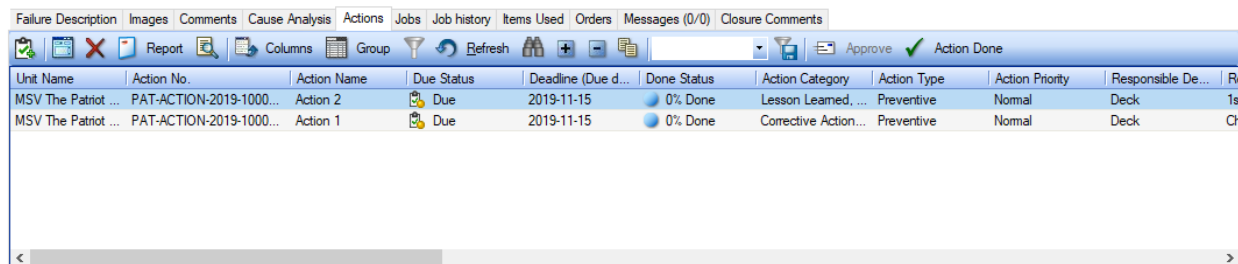 Failure Description Images Comments Cause Analysis Actions Jobs Job history Items Used Orders Messages (0/0) Closure Comments
Report Columns Group Refresh Approve Action Done
Unit Name Action No. Action Name Due Status Deadline (Due d... Done Status Action Category Action Type Action Priority Responsible De... R
MSV The Patriot ... PAT-ACTION-2019-1000... Action 2 Due 2019-11-15 0% Done Lesson Learned, ... Preventive Normal Deck 1s
MSV The Patriot ... PAT-ACTION-2019-1000... Action 1 Due 2019-11-15 0% Done Corrective Action... Preventive Normal Deck Ch